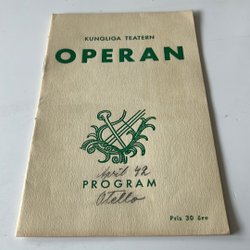 KUNGLIGA TEATERN
OPERAN
April 42
PROGRAM
Otello
Pris 30 öre